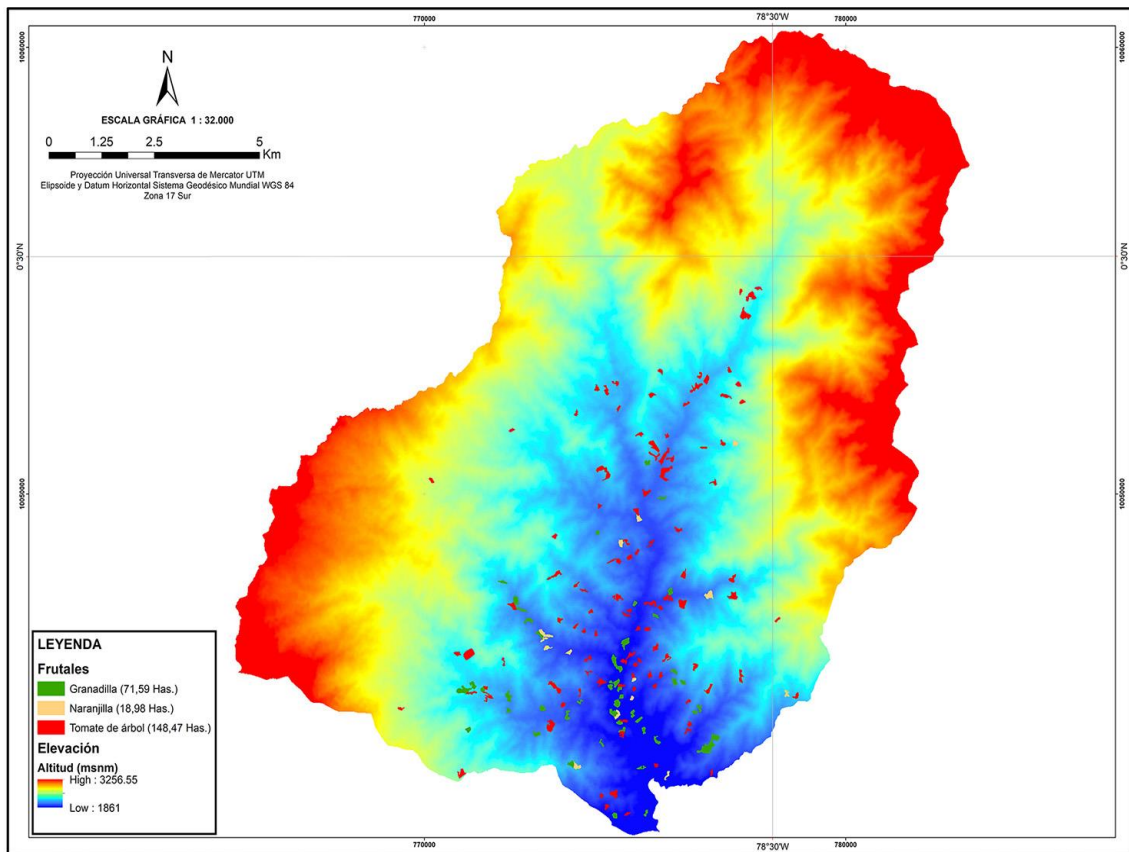 770000
78°30'W
780000
10060000
10060000
N
ESCALA GRÁFICA 1 : 32.000
0 1.25 2.5 5
Km
Proyección Universal Transversa de Mercator UTM
Elipsoide y Datum Horizontal Sistema Geodésico Mundial WGS 84
Zona 17 Sur
0°30'N
0°30'N
10050000
10050000
LEYENDA
Frutales
Granadilla (71,59 Has.)
Naranjilla (18,98 Has.)
Tomate de árbol (148,47 Has.)
Elevación
Altitud (msnm)
High : 3256.55
Low : 1861
770000
78°30'W
780000